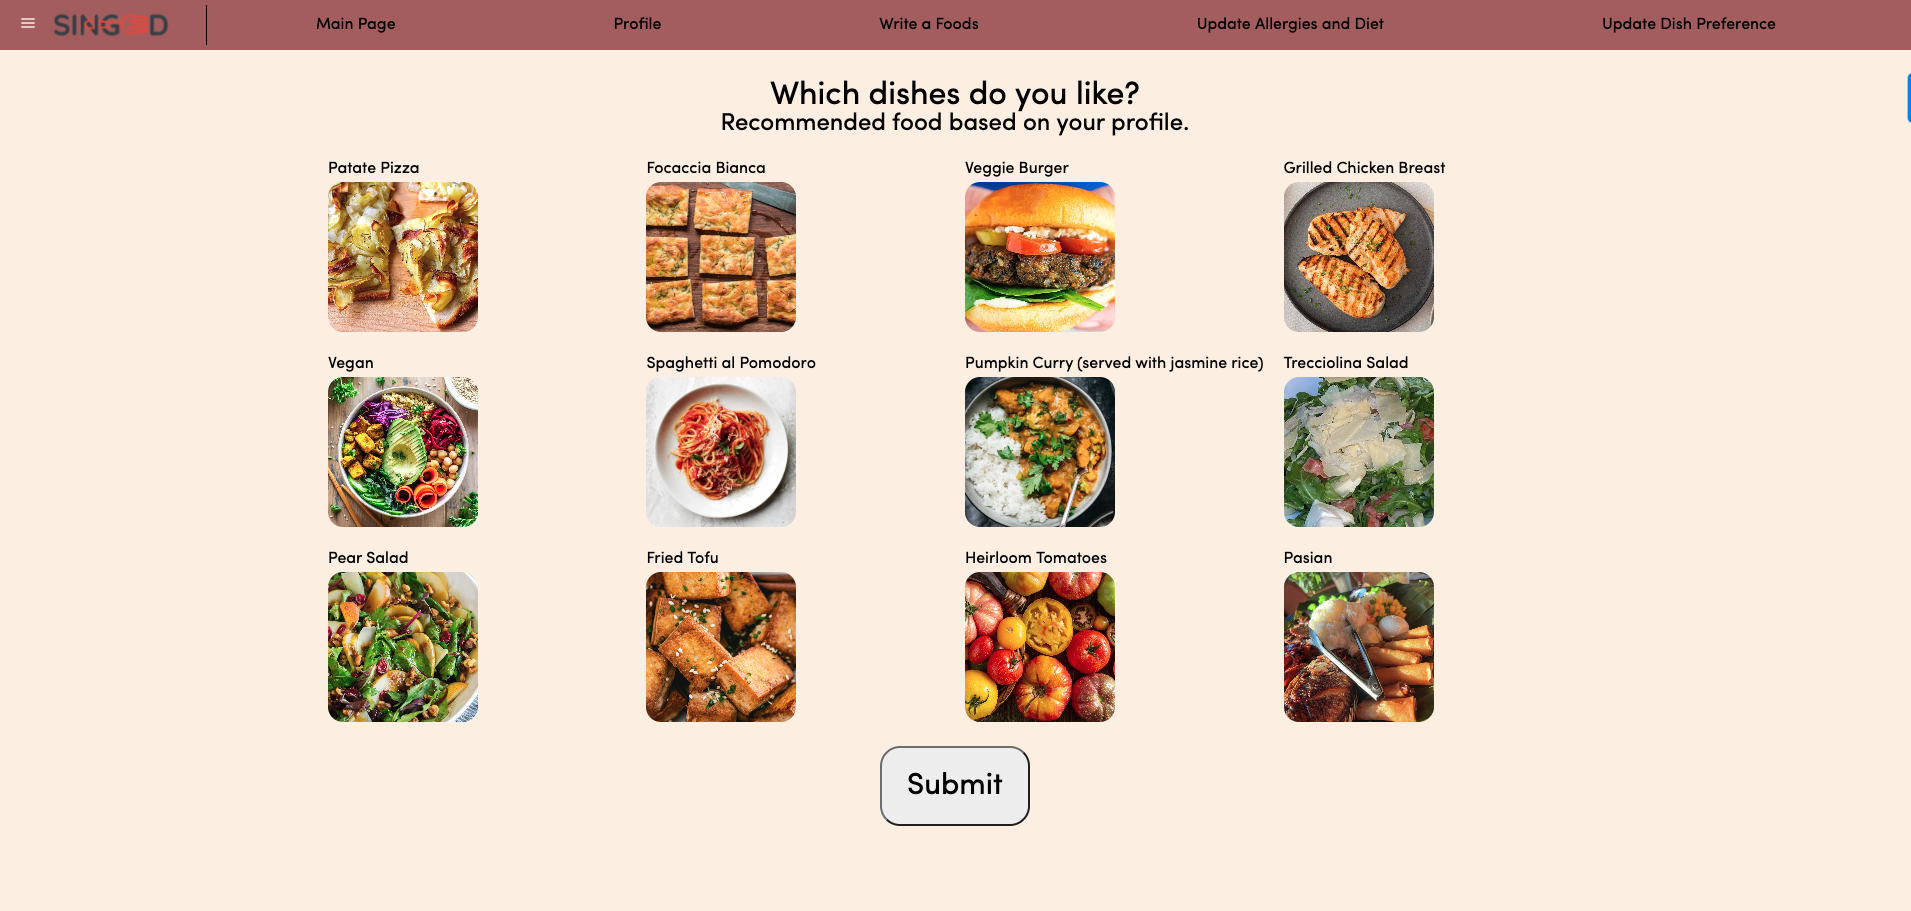 Main Page
Profile
Write a Foods
Update Allergies and Diet
Update Dish Preference
Which dishes do you like?
Recommended food based on your profile.
Patate Pizza
Focaccia Bianca
Veggie Burger
Grilled Chicken Breast
Vegan
Spaghetti al Pomodoro
Pumpkin Curry (served with jasmine rice)
Trecciolina Salad
Pear Salad
Fried Tofu
Heirloom Tomatoes
Pasian
Submit